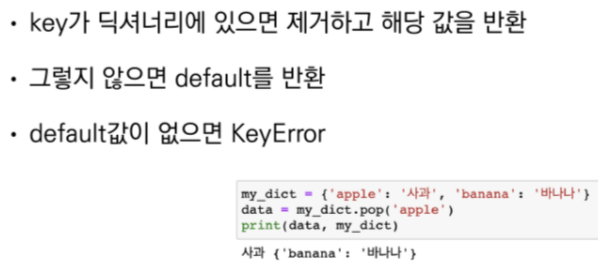 • key가 딕셔너리에 있으면 제거하고 해당 값을 반환
• 그렇지 않으면 default를 반환
• default값이 없으면 KeyError
my_dict = {'apple': '사과', 'banana': '바나나'}
data = my_dict.pop('apple')
print(data, my_dict)
사과 {'banana': '바나나'}